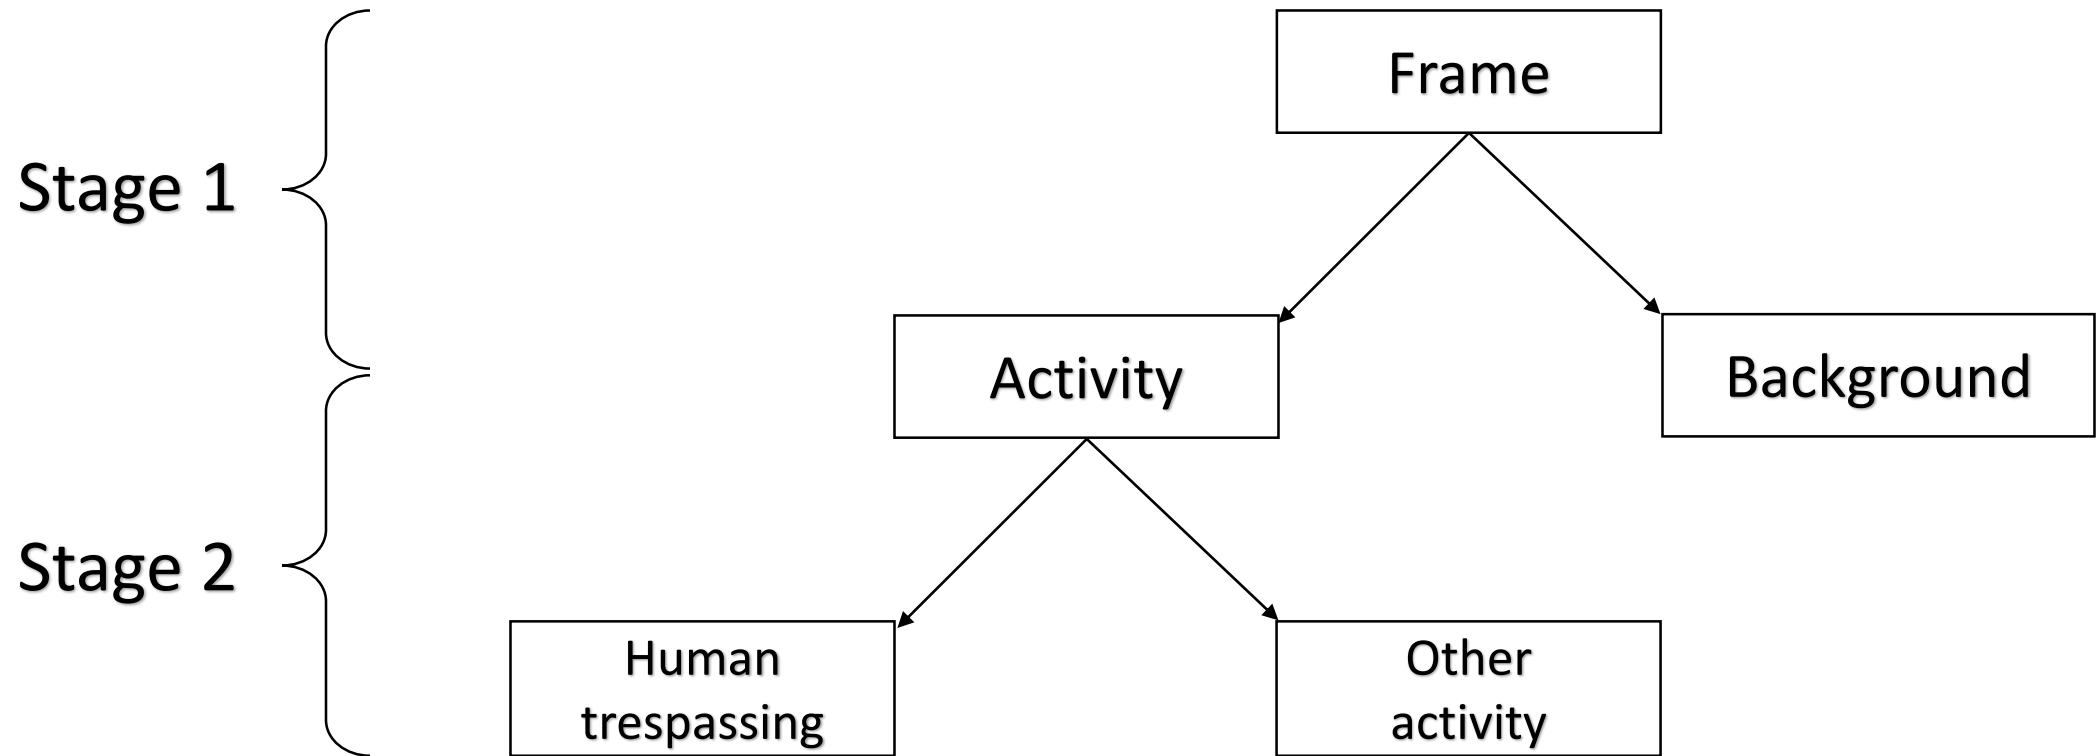 Frame
Stage 1
Activity
Background
Stage 2
Human
trespassing
Other
activity